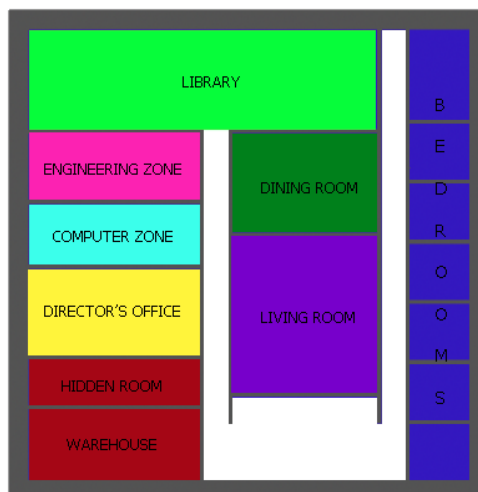 LIBRARY
ENGINEERING ZONE
COMPUTER ZONE
DIRECTOR'S OFFICE
HIDDEN ROOM
WAREHOUSE
DINING ROOM
LIVING ROOM
B
E
D
R
O
O
M
S